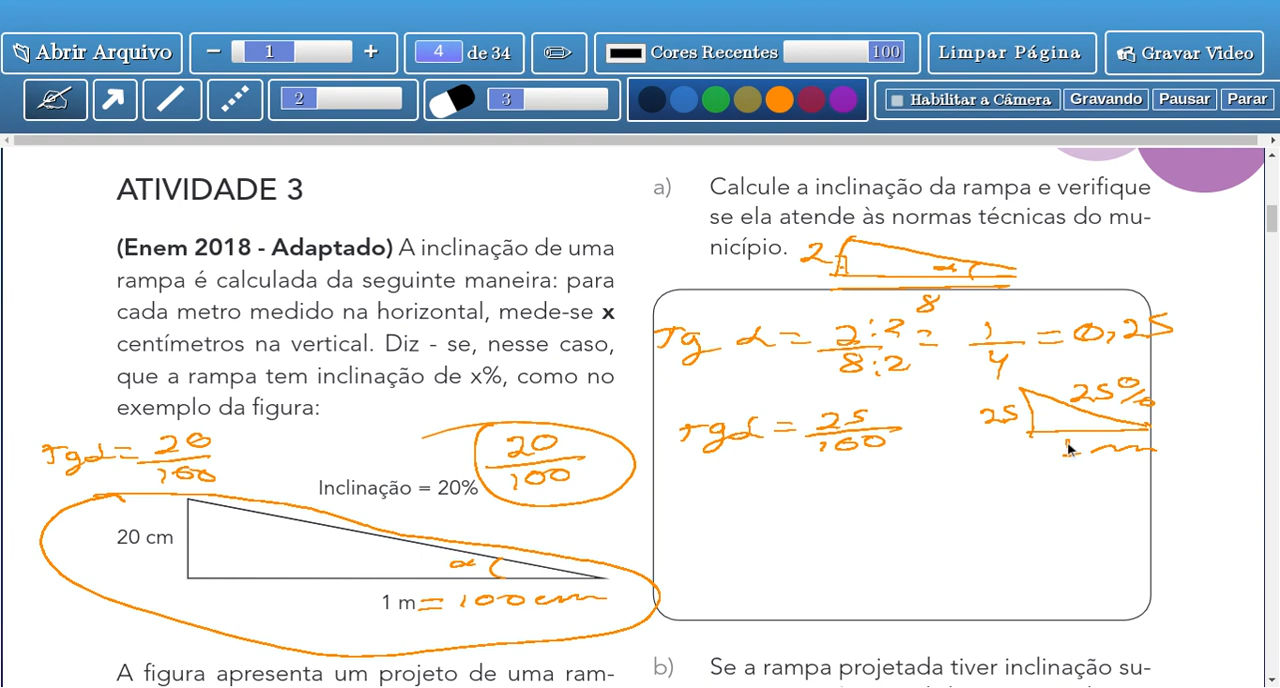 Abrir Arquivo
− 1 +
4 de 34
Cores Recentes 100
Limpar Página
Gravar Video
2
3
Habilitar a Câmera Gravando Pausar Parar
ATIVIDADE 3
(Enem 2018 - Adaptado) A inclinação de uma
rampa é calculada da seguinte maneira: para
cada metro medido na horizontal, mede-se x
centímetros na vertical. Diz - se, nesse caso,
que a rampa tem inclinação de x%, como no
exemplo da figura:
Tgα = 20/100
20/100
Inclinação = 20%
20 cm
α
1 m = 100cm
A figura apresenta um projeto de uma ram-
a) Calcule a inclinação da rampa e verifique
se ela atende às normas técnicas do mu-
nicípio.
2 α
8
Tg α = 2:2/8:2 = 1/4 = 0,25
Tgα = 25/100
25 25%
1 m
b) Se a rampa projetada tiver inclinação su-